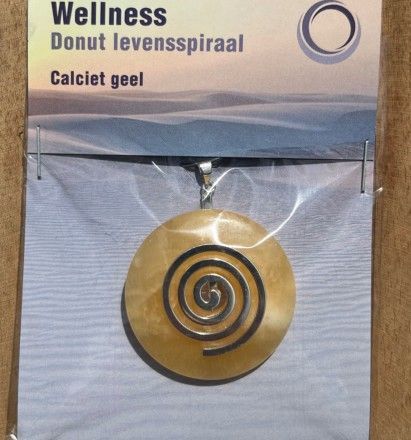 Wellness
Donut levensspiraal
Calciet geel